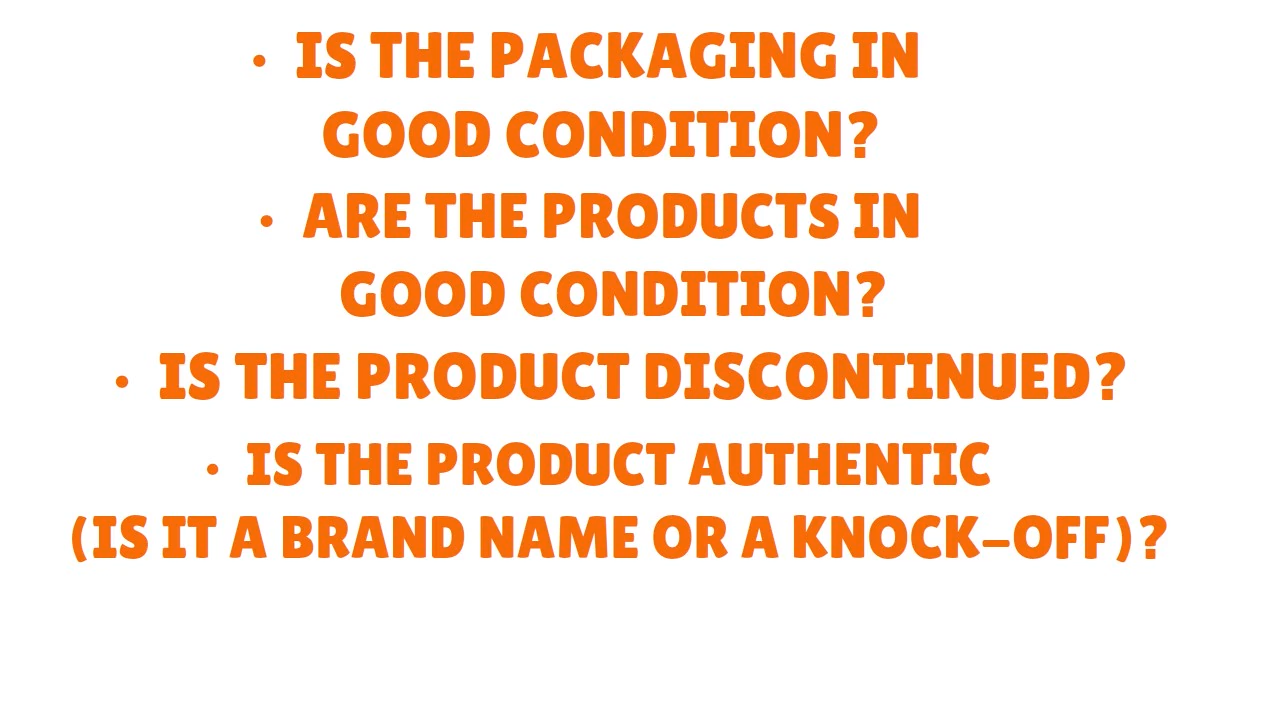 • IS THE PACKAGING IN
GOOD CONDITION?
• ARE THE PRODUCTS IN
GOOD CONDITION?
• IS THE PRODUCT DISCONTINUED?
• IS THE PRODUCT AUTHENTIC
(IS IT A BRAND NAME OR A KNOCK-OFF)?